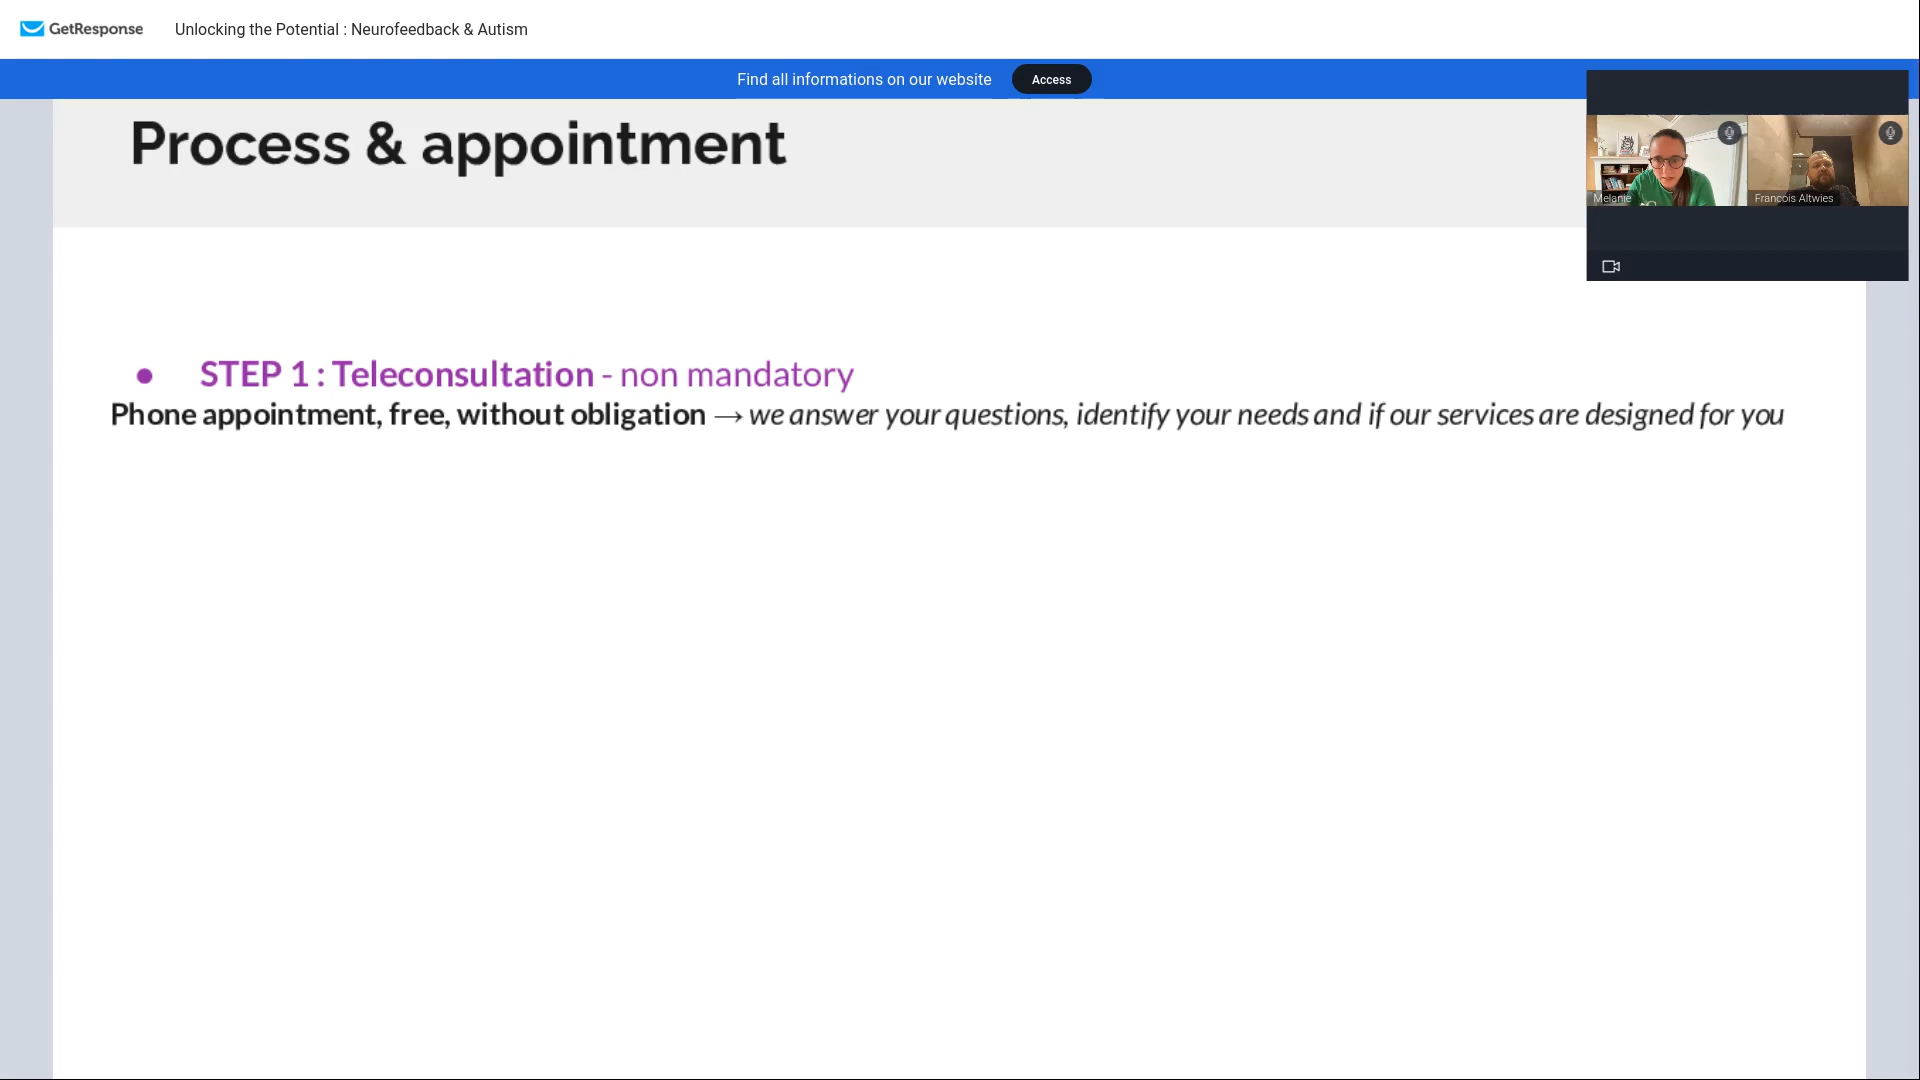 GetResponse
Unlocking the Potential : Neurofeedback & Autism
Find all informations on our website
Access
Process & appointment
Melanie
Francois Altwies
● STEP 1 : Teleconsultation - non mandatory
Phone appointment, free, without obligation → we answer your questions, identify your needs and if our services are designed for you